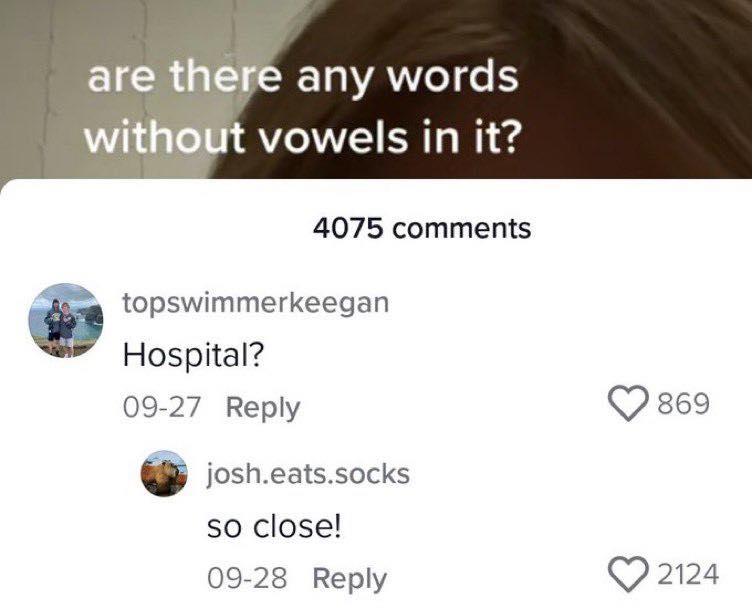 are there any words
without vowels in it?
4075 comments
topswimmerkeegan
Hospital?
09-27 Reply
869
josh.eats.socks
so close!
09-28 Reply
2124